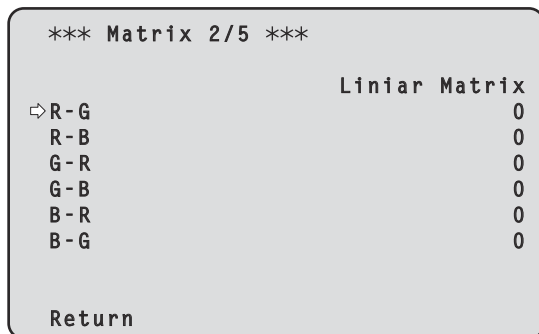 *** Matrix 2/5 ***
Liniar Matrix
⇨R-G 0
R-B 0
G-R 0
G-B 0
B-R 0
B-G 0
Return